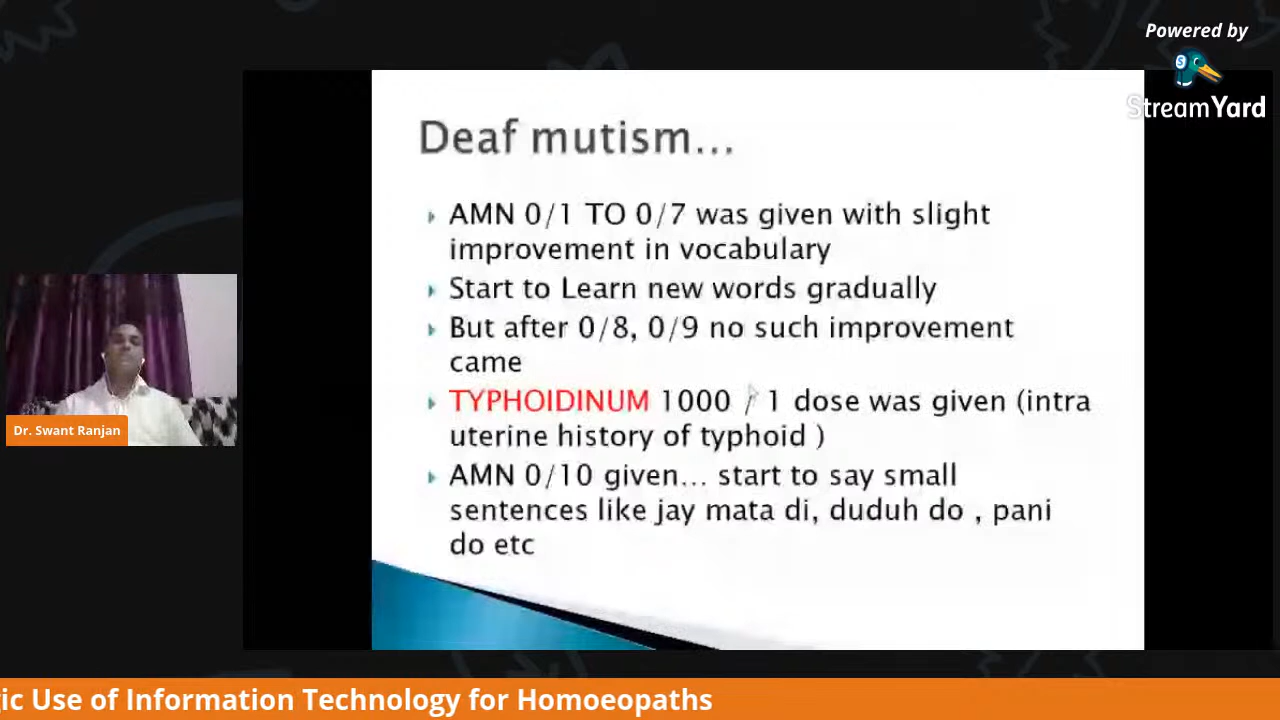 Powered by
StreamYard
Deaf mutism...
AMN 0/1 TO 0/7 was given with slight
improvement in vocabulary
Start to Learn new words gradually
But after 0/8, 0/9 no such improvement
came
TYPHOIDINUM 1000 / 1 dose was given (intra
uterine history of typhoid )
AMN 0/10 given... start to say small
sentences like jay mata di, duduh do , pani
do etc
Dr. Swant Ranjan
ic Use of Information Technology for Homoeopaths